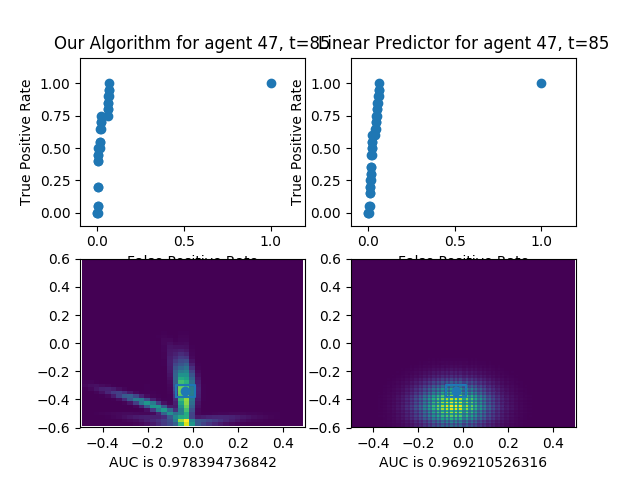 Our Algorithm for agent 47, t=85
Linear Predictor for agent 47, t=85
True Positive Rate
1.00
0.75
0.50
0.25
0.00
0.0 0.5 1.0
False Positive Rate
True Positive Rate
1.00
0.75
0.50
0.25
0.00
0.0 0.5 1.0
False Positive Rate
0.6
0.4
0.2
0.0
−0.2
−0.4
−0.6
−0.4 −0.2 0.0 0.2 0.4
AUC is 0.978394736842
0.6
0.4
0.2
0.0
−0.2
−0.4
−0.6
−0.4 −0.2 0.0 0.2 0.4
AUC is 0.969210526316